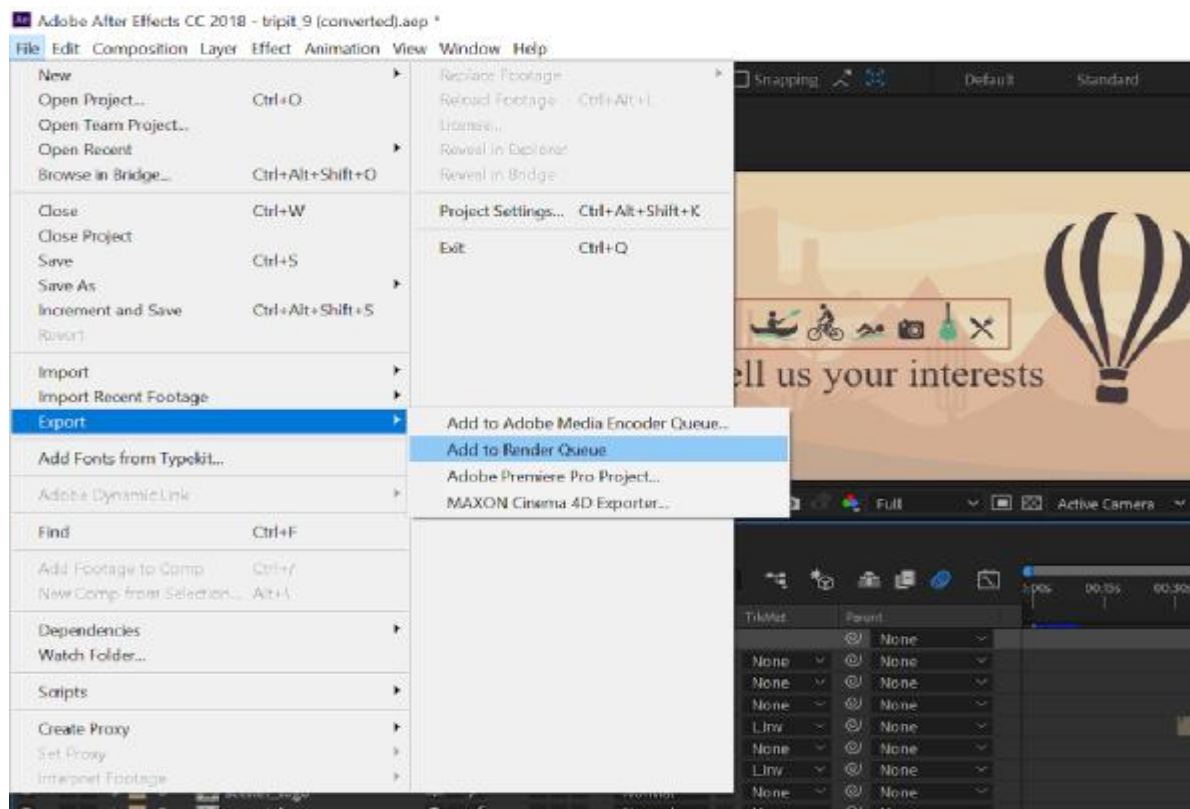 Ae Adobe After Effects CC 2018 - tripit_9 (converted).aep *
File Edit Composition Layer Effect Animation View Window Help
New
Open Project... Ctrl+O
Open Team Project...
Open Recent
Browse in Bridge... Ctrl+Alt+Shift+O
Close Ctrl+W
Close Project
Save Ctrl+S
Save As
Increment and Save Ctrl+Alt+Shift+S
Revert
Import
Import Recent Footage
Export
Add Fonts from Typekit...
Adobe Dynamic Link
Find Ctrl+F
Add Footage to Comp Ctrl+/
New Comp from Selection... Alt+\
Dependencies
Watch Folder...
Scripts
Create Proxy
Set Proxy
Interpret Footage
Replace Footage
Reload Footage Ctrl+Alt+L
License...
Reveal in Explorer
Reveal in Bridge
Project Settings... Ctrl+Alt+Shift+K
Exit Ctrl+Q
Add to Adobe Media Encoder Queue...
Add to Render Queue
Adobe Premiere Pro Project...
MAXON Cinema 4D Exporter...
Snapping Default Standard
ell us your interests
Full Active Camera
00:15s 00:30s
TrkMat Parent
None
None None
None None
None None
L.Inv None
None None
L.Inv None
None None